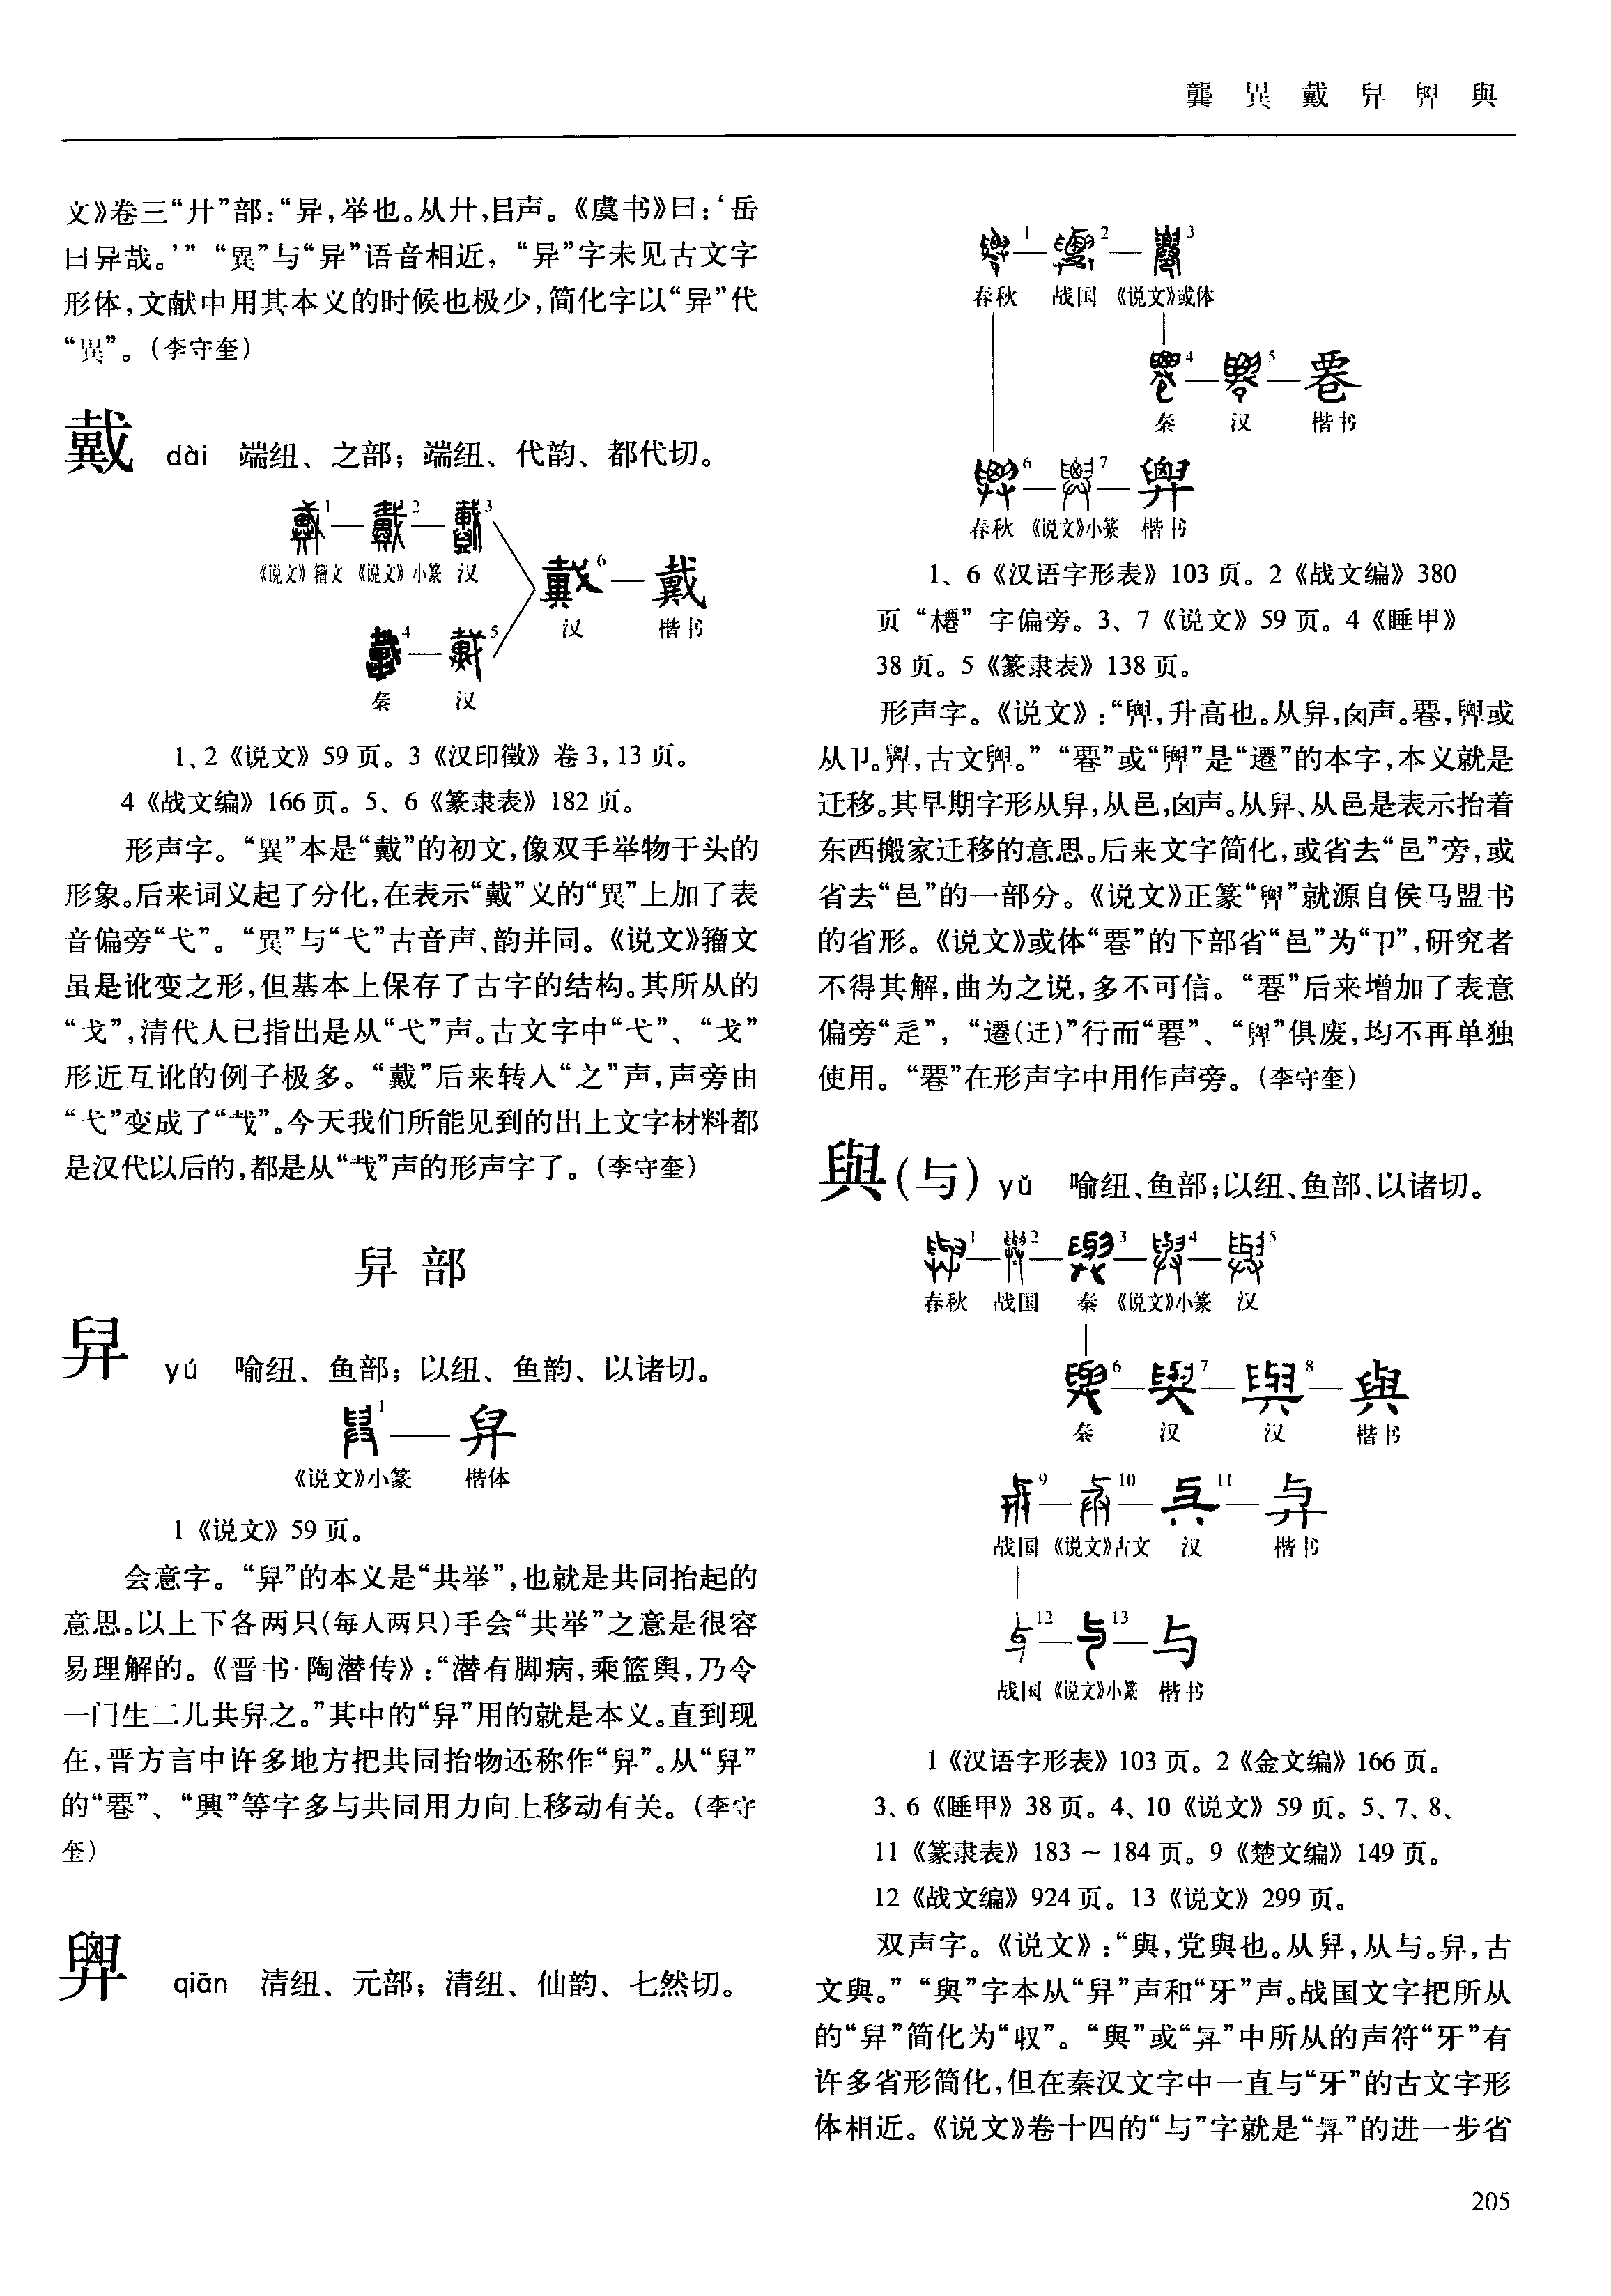 龔 異 戴 舁 𦥸 與
文》卷三“廾”部：“异，举也。从廾，㠯声。《虞书》曰：‘岳
曰异哉。’” “異”与“异”语音相近，“异”字未见古文字
形体，文献中用其本义的时候也极少，简化字以“异”代
“異”。（李守奎）
戴 dài 端纽、之部；端纽、代韵、都代切。
1 2 3
《说文》籀文 《说文》小篆 汉
6 戴
汉 楷书
4 5
秦 汉
1、2《说文》59页。3《汉印徵》卷3，13页。
4《战文编》166页。5、6《篆隶表》182页。
形声字。“異”本是“戴”的初文，像双手举物于头的
形象。后来词义起了分化，在表示“戴”义的“異”上加了表
音偏旁“弋”。“異”与“弋”古音声、韵并同。《说文》籀文
虽是讹变之形，但基本上保存了古字的结构。其所从的
“戈”，清代人已指出是从“弋”声。古文字中“弋”、“戈”
形近互讹的例子极多。“戴”后来转入“之”声，声旁由
“弋”变成了“𢦏”。今天我们所能见到的出土文字材料都
是汉代以后的，都是从“𢦏”声的形声字了。（李守奎）
舁 部
舁 yú 喻纽、鱼部；以纽、鱼韵、以诸切。
1 舁
《说文》小篆 楷体
1《说文》59页。
会意字。“舁”的本义是“共举”，也就是共同抬起的
意思。以上下各两只（每人两只）手会“共举”之意是很容
易理解的。《晋书·陶潜传》：“潜有脚病，乘篮舆，乃令
一门生二儿共舁之。”其中的“舁”用的就是本义。直到现
在，晋方言中许多地方把共同抬物还称作“舁”。从“舁”
的“䙴”、“興”等字多与共同用力向上移动有关。（李守
奎）
𦥸 qiān 清纽、元部；清纽、仙韵、七然切。
1 2 3
春秋 战国 《说文》或体
4 5 䙴
秦 汉 楷书
6 7 𦥸
春秋 《说文》小篆 楷书
1、6《汉语字形表》103页。2《战文编》380
页“櫏”字偏旁。3、7《说文》59页。4《睡甲》
38页。5《篆隶表》138页。
形声字。《说文》：“𦥸，升高也。从舁，囟声。䙴，𦥸或
从卩。，古文𦥸。” “䙴”或“𦥸”是“遷”的本字，本义就是
迁移。其早期字形从舁，从邑，囟声。从舁、从邑是表示抬着
东西搬家迁移的意思。后来文字简化，或省去“邑”旁，或
省去“邑”的一部分。《说文》正篆“𦥸”就源自侯马盟书
的省形。《说文》或体“䙴”的下部省“邑”为“卩”，研究者
不得其解，曲为之说，多不可信。“䙴”后来增加了表意
偏旁“辵”，“遷（迁）”行而“䙴”、“𦥸”俱废，均不再单独
使用。“䙴”在形声字中用作声旁。（李守奎）
與（与） yǔ 喻纽、鱼部；以纽、鱼部、以诸切。
1 2 3 4 5
春秋 战国 秦 《说文》小篆 汉
6 7 8 與
秦 汉 汉 楷书
9 10 11 𢌱
战国 《说文》古文 汉 楷书
12 13 与
战国 《说文》小篆 楷书
1《汉语字形表》103页。2《金文编》166页。
3、6《睡甲》38页。4、10《说文》59页。5、7、8、
11《篆隶表》183～184页。9《楚文编》149页。
12《战文编》924页。13《说文》299页。
双声字。《说文》：“與，党與也。从舁，从与。舁，古
文與。” “與”字本从“舁”声和“牙”声。战国文字把所从
的“舁”简化为“収”。“與”或“𢌱”中所从的声符“牙”有
许多省形简化，但在秦汉文字中一直与“牙”的古文字形
体相近。《说文》卷十四的“与”字就是“𢌱”的进一步省
205